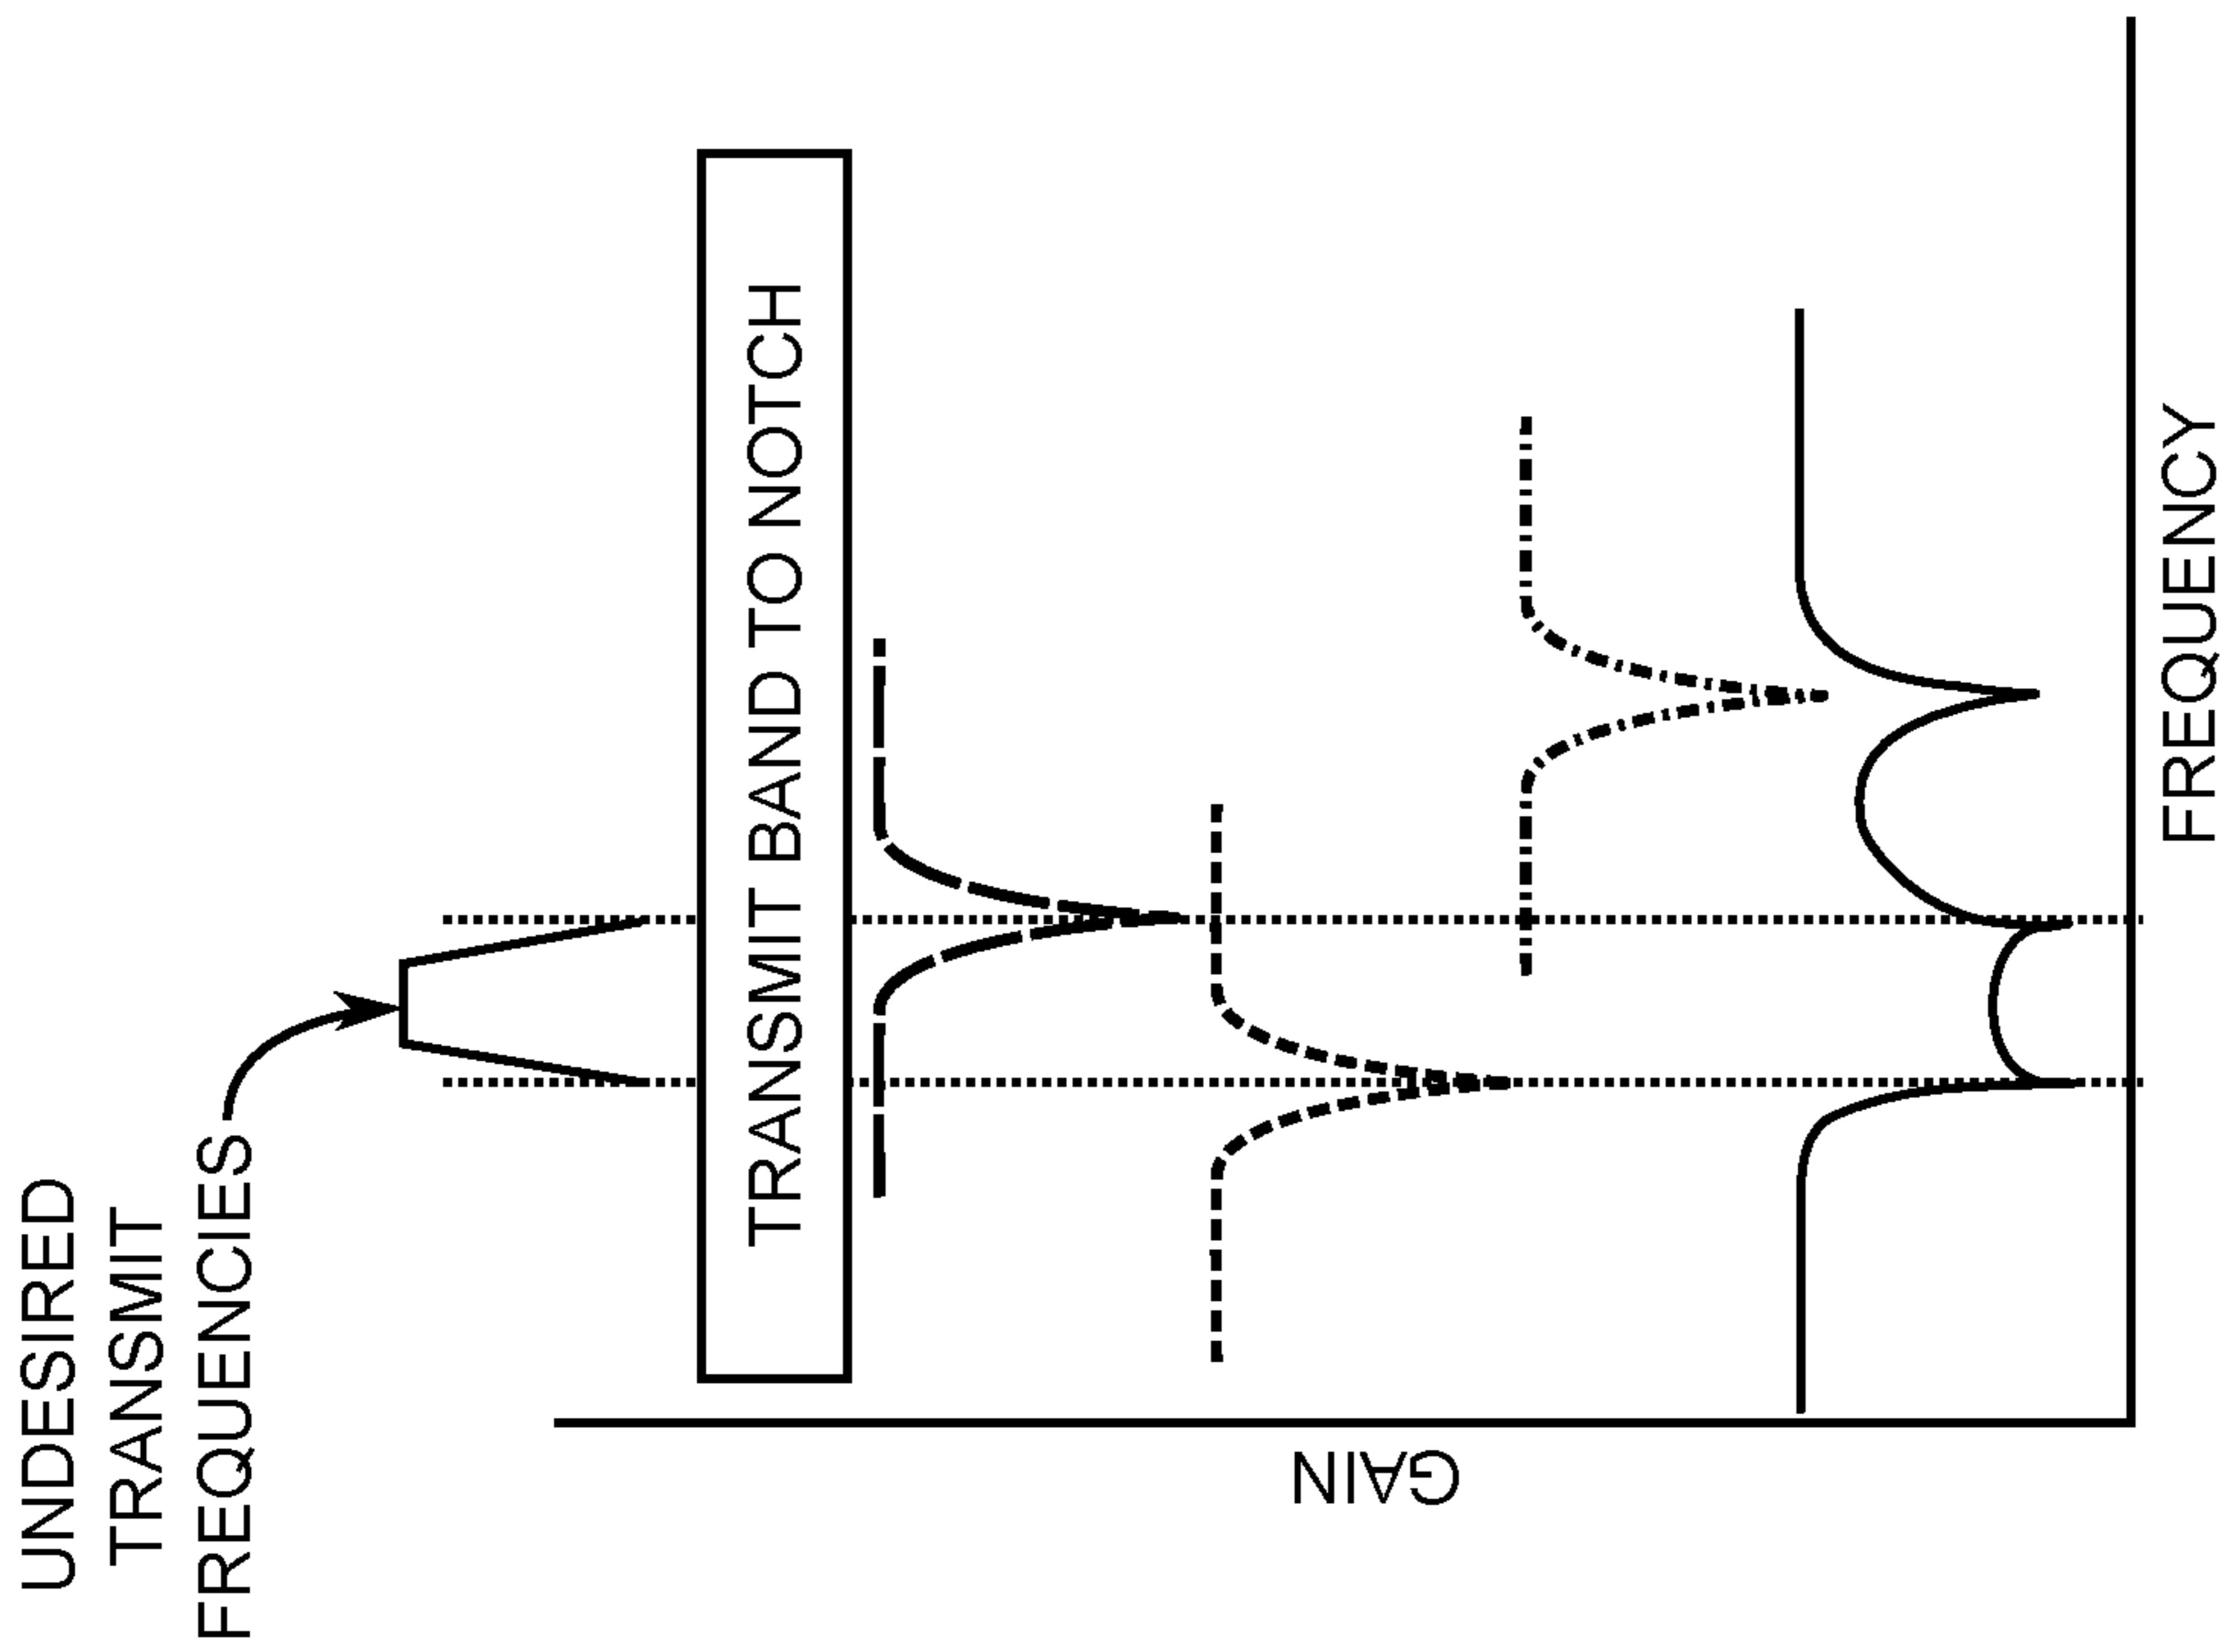 UNDESIRED
TRANSMIT
FREQUENCIES
TRANSMIT BAND TO NOTCH
GAIN
FREQUENCY